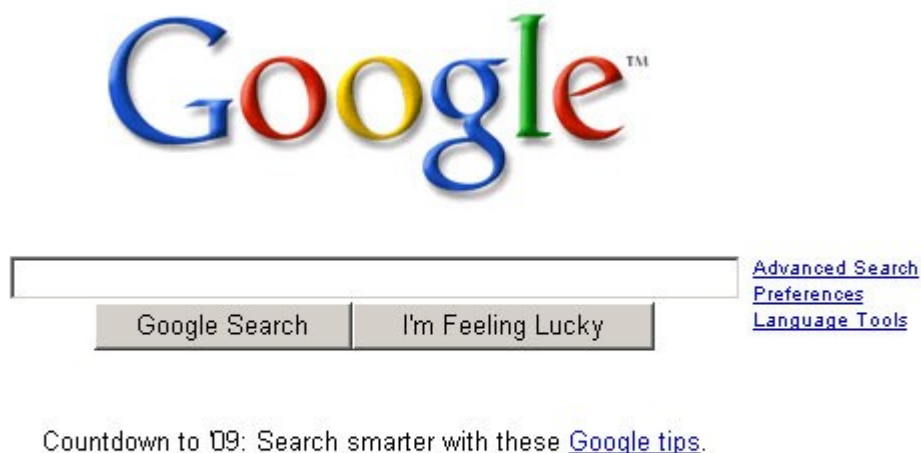 Google™
Advanced Search
Preferences
Language Tools
Google Search
I'm Feeling Lucky
Countdown to '09: Search smarter with these Google tips.